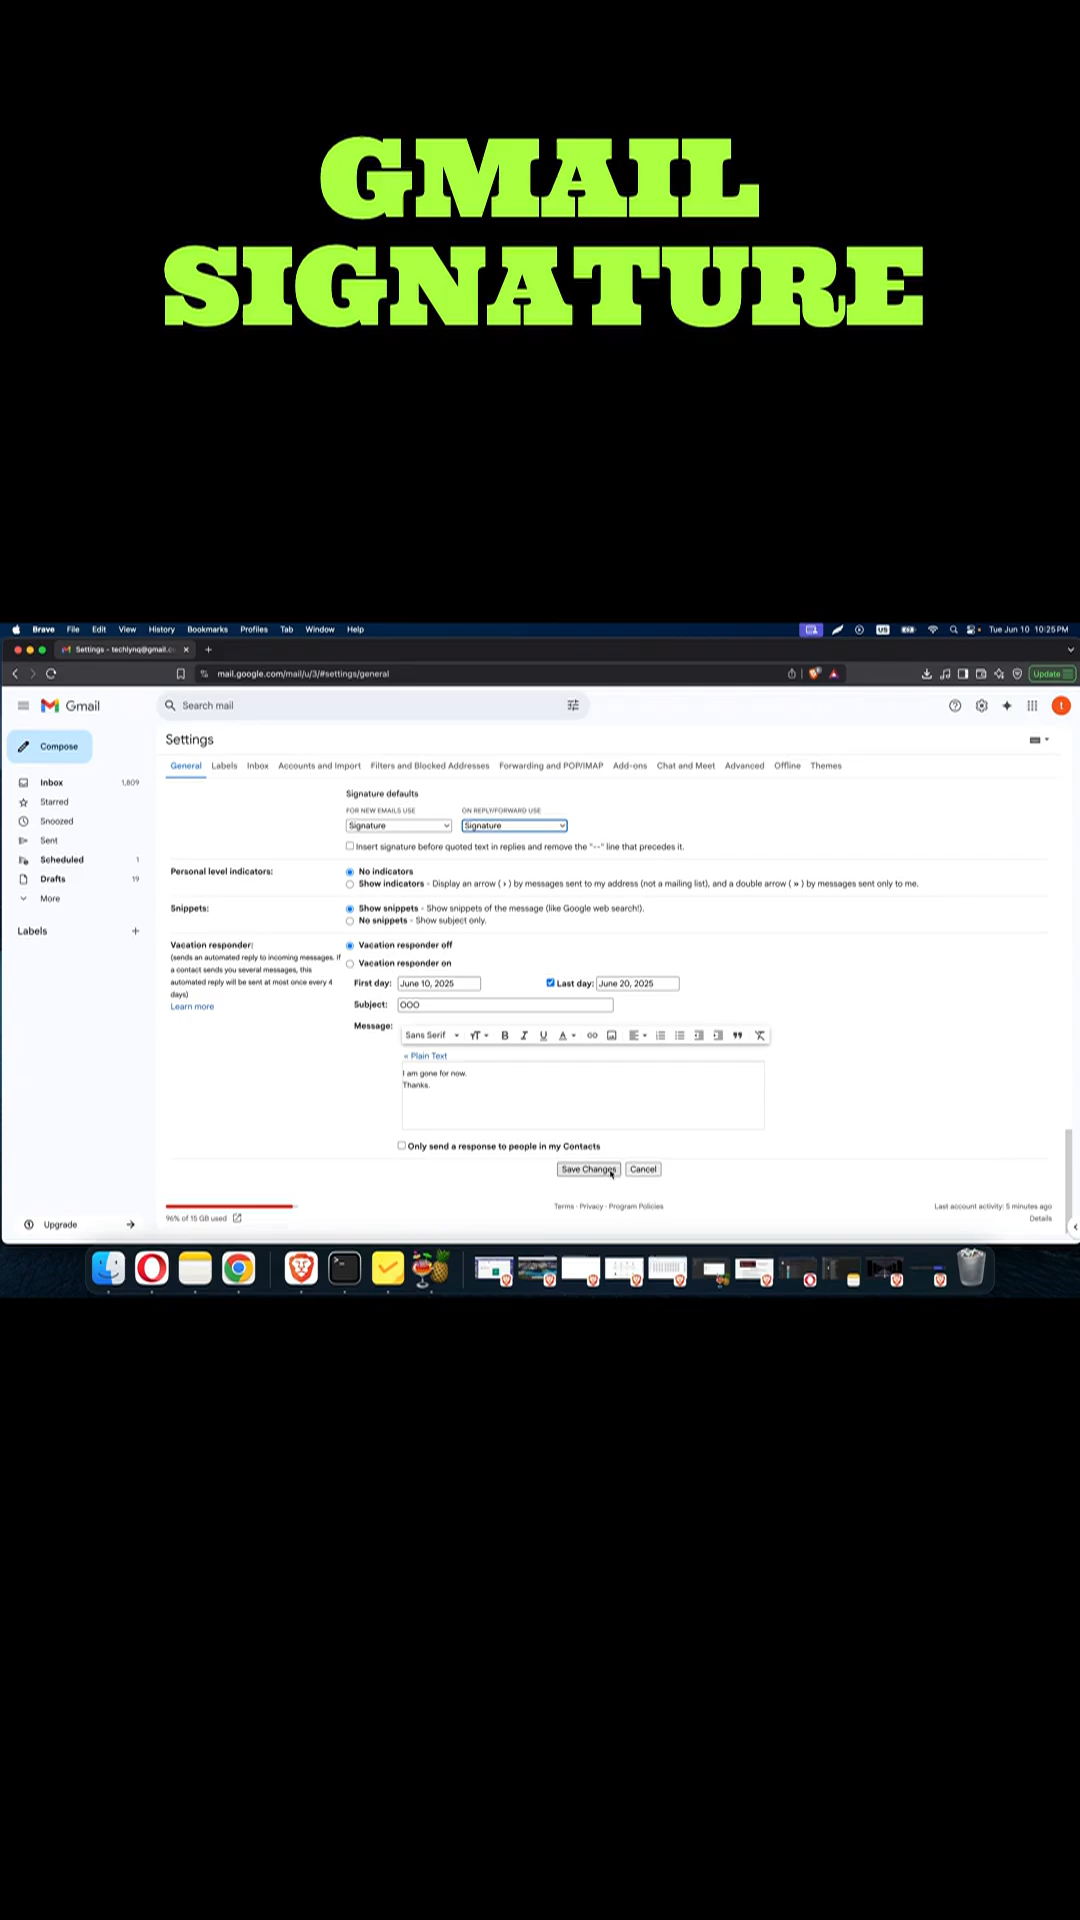 GMAIL
SIGNATURE
Brave File Edit View History Bookmarks Profiles Tab Window Help
US
Tue Jun 10 10:25 PM
Settings - techlynq@gmail.c
mail.google.com/mail/u/3/#settings/general
Update
Gmail
Search mail
t
Compose
Inbox 1,809
Starred
Snoozed
Sent
Scheduled 1
Drafts 19
More
Labels
Upgrade
Settings
General Labels Inbox Accounts and Import Filters and Blocked Addresses Forwarding and POP/IMAP Add-ons Chat and Meet Advanced Offline Themes
Signature defaults
FOR NEW EMAILS USE ON REPLY/FORWARD USE
Signature Signature
Insert signature before quoted text in replies and remove the "--" line that precedes it.
Personal level indicators:
No indicators
Show indicators - Display an arrow ( › ) by messages sent to my address (not a mailing list), and a double arrow ( » ) by messages sent only to me.
Snippets:
Show snippets - Show snippets of the message (like Google web search!).
No snippets - Show subject only.
Vacation responder:
(sends an automated reply to incoming messages. If
a contact sends you several messages, this
automated reply will be sent at most once every 4
days)
Learn more
Vacation responder off
Vacation responder on
First day: June 10, 2025 Last day: June 20, 2025
Subject: OOO
Message:
Sans Serif
« Plain Text
I am gone for now.
Thanks.
Only send a response to people in my Contacts
Save Changes Cancel
96% of 15 GB used
Terms · Privacy · Program Policies
Last account activity: 5 minutes ago
Details